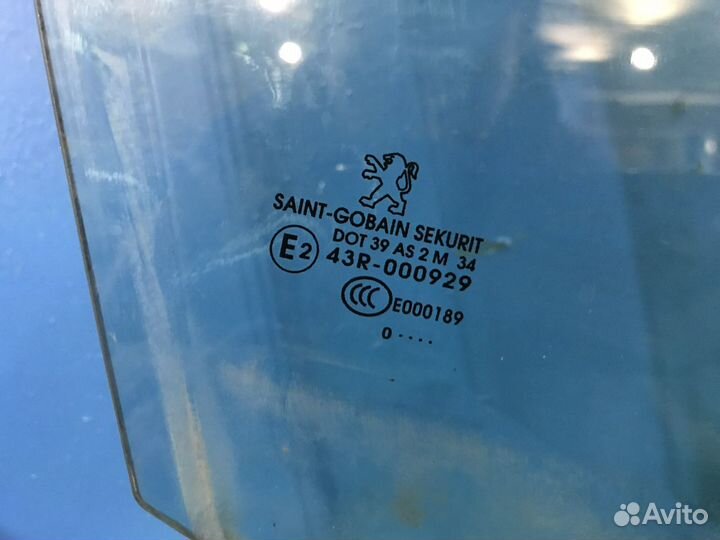 SAINT-GOBAIN SEKURIT
DOT 39 AS 2 M 34
E2 43R-000929
CCC E000189
0 ....
Avito